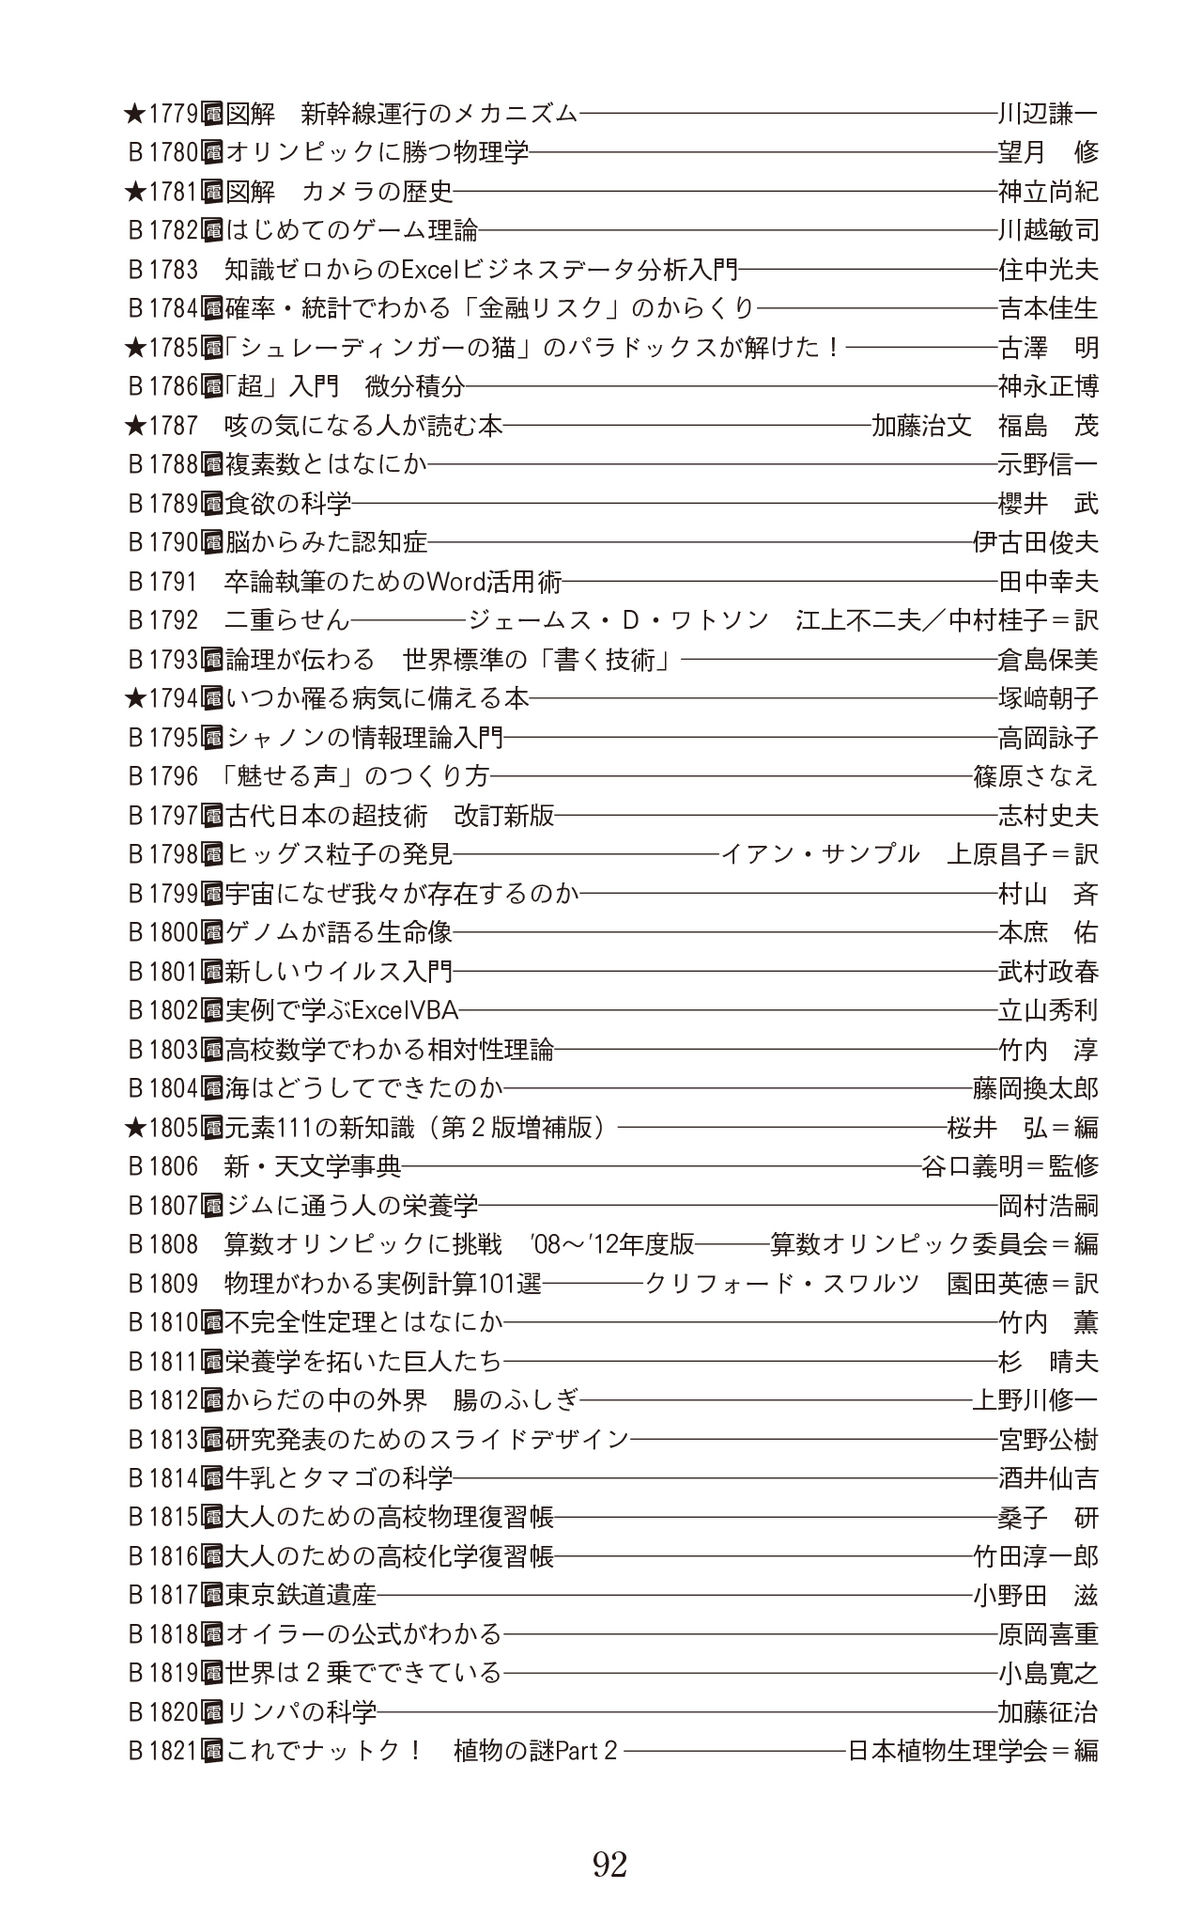 ★1779電図解　新幹線運行のメカニズム――川辺謙一
B1780電オリンピックに勝つ物理学――望月　修
★1781電図解　カメラの歴史――神立尚紀
B1782電はじめてのゲーム理論――川越敏司
B1783　知識ゼロからのExcelビジネスデータ分析入門――住中光夫
B1784電確率・統計でわかる「金融リスク」のからくり――吉本佳生
★1785電「シュレーディンガーの猫」のパラドックスが解けた！――古澤　明
B1786電「超」入門　微分積分――神永正博
★1787　咳の気になる人が読む本――加藤治文　福島　茂
B1788電複素数とはなにか――示野信一
B1789電食欲の科学――櫻井　武
B1790電脳からみた認知症――伊古田俊夫
B1791　卒論執筆のためのWord活用術――田中幸夫
B1792　二重らせん――ジェームス・D・ワトソン　江上不二夫／中村桂子＝訳
B1793電論理が伝わる　世界標準の「書く技術」――倉島保美
★1794電いつか罹る病気に備える本――塚﨑朝子
B1795電シャノンの情報理論入門――高岡詠子
B1796　「魅せる声」のつくり方――篠原さなえ
B1797電古代日本の超技術　改訂新版――志村史夫
B1798電ヒッグス粒子の発見――イアン・サンプル　上原昌子＝訳
B1799電宇宙になぜ我々が存在するのか――村山　斉
B1800電ゲノムが語る生命像――本庶　佑
B1801電新しいウイルス入門――武村政春
B1802電実例で学ぶExcelVBA――立山秀利
B1803電高校数学でわかる相対性理論――竹内　淳
B1804電海はどうしてできたのか――藤岡換太郎
★1805電元素111の新知識（第２版増補版）――桜井　弘＝編
B1806　新・天文学事典――谷口義明＝監修
B1807電ジムに通う人の栄養学――岡村浩嗣
B1808　算数オリンピックに挑戦　’08〜’12年度版――算数オリンピック委員会＝編
B1809　物理がわかる実例計算101選――クリフォード・スワルツ　園田英徳＝訳
B1810電不完全性定理とはなにか――竹内　薫
B1811電栄養学を拓いた巨人たち――杉　晴夫
B1812電からだの中の外界　腸のふしぎ――上野川修一
B1813電研究発表のためのスライドデザイン――宮野公樹
B1814電牛乳とタマゴの科学――酒井仙吉
B1815電大人のための高校物理復習帳――桑子　研
B1816電大人のための高校化学復習帳――竹田淳一郎
B1817電東京鉄道遺産――小野田　滋
B1818電オイラーの公式がわかる――原岡喜重
B1819電世界は２乗でできている――小島寛之
B1820電リンパの科学――加藤征治
B1821電これでナットク！　植物の謎Part２――日本植物生理学会＝編
92